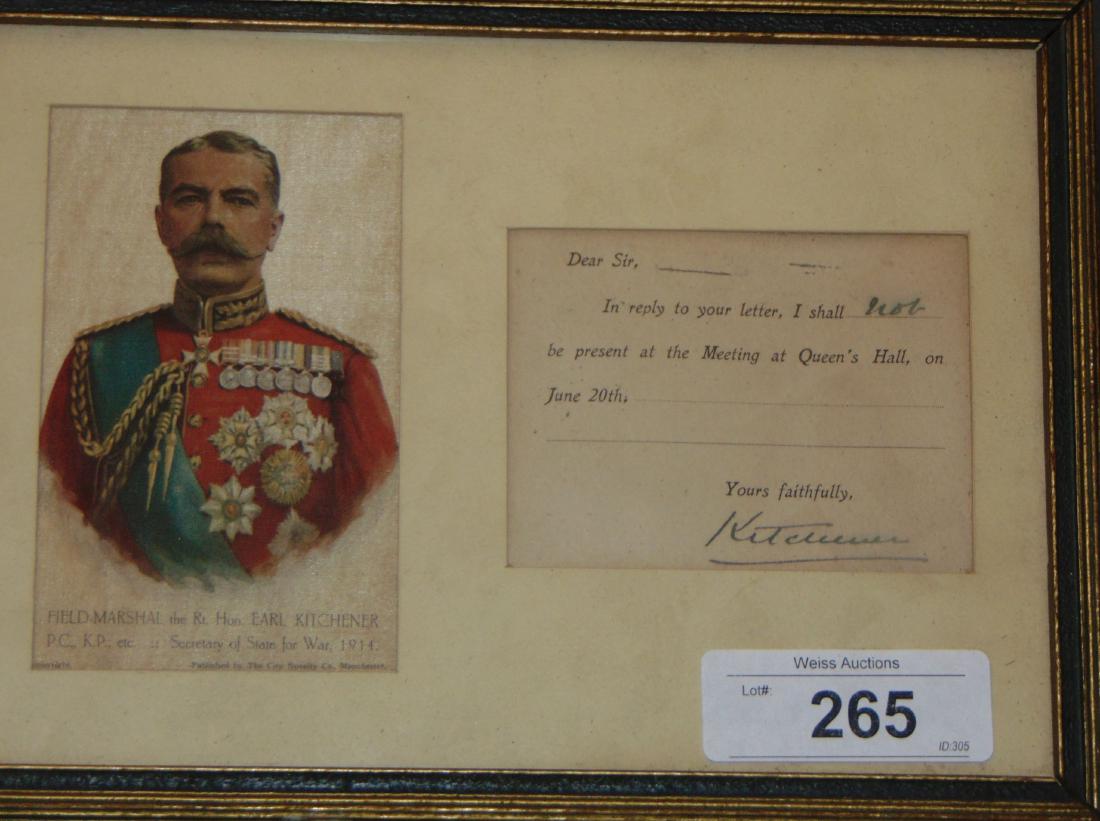 FIELD-MARSHAL the Rt. Hon. EARL KITCHENER
P.C., K.P., etc. :: Secretary of State for War, 1914.
Copyright. Published by The City Novelty Co., Manchester.
Dear Sir,
In reply to your letter, I shall not
be present at the Meeting at Queen's Hall, on
June 20th.
Yours faithfully,
Kitchener
Weiss Auctions
Lot#:
265
ID:305